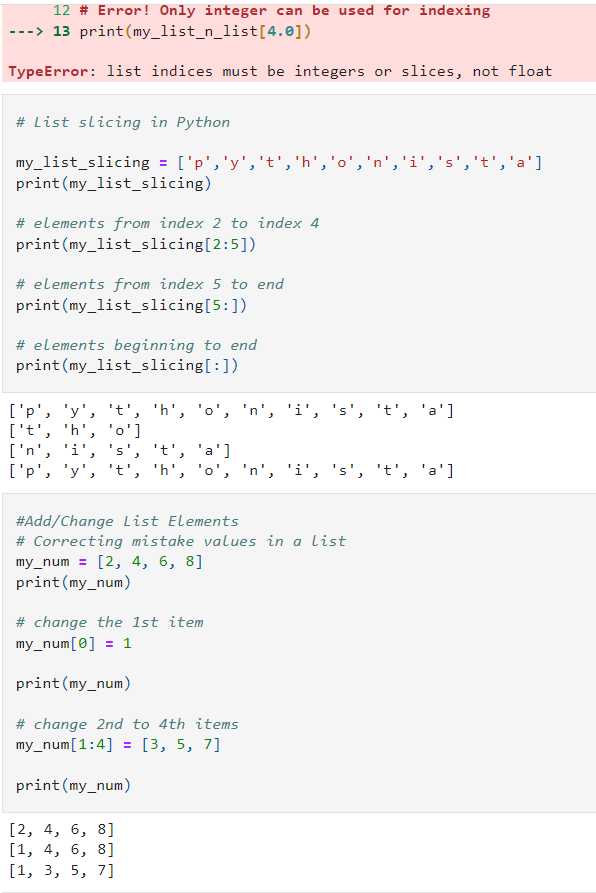 12 # Error! Only integer can be used for indexing
---> 13 print(my_list_n_list[4.0])
TypeError: list indices must be integers or slices, not float
# List slicing in Python
my_list_slicing = ['p','y','t','h','o','n','i','s','t','a']
print(my_list_slicing)
# elements from index 2 to index 4
print(my_list_slicing[2:5])
# elements from index 5 to end
print(my_list_slicing[5:])
# elements beginning to end
print(my_list_slicing[:])
['p', 'y', 't', 'h', 'o', 'n', 'i', 's', 't', 'a']
['t', 'h', 'o']
['n', 'i', 's', 't', 'a']
['p', 'y', 't', 'h', 'o', 'n', 'i', 's', 't', 'a']
#Add/Change List Elements
# Correcting mistake values in a list
my_num = [2, 4, 6, 8]
print(my_num)
# change the 1st item
my_num[0] = 1
print(my_num)
# change 2nd to 4th items
my_num[1:4] = [3, 5, 7]
print(my_num)
[2, 4, 6, 8]
[1, 4, 6, 8]
[1, 3, 5, 7]